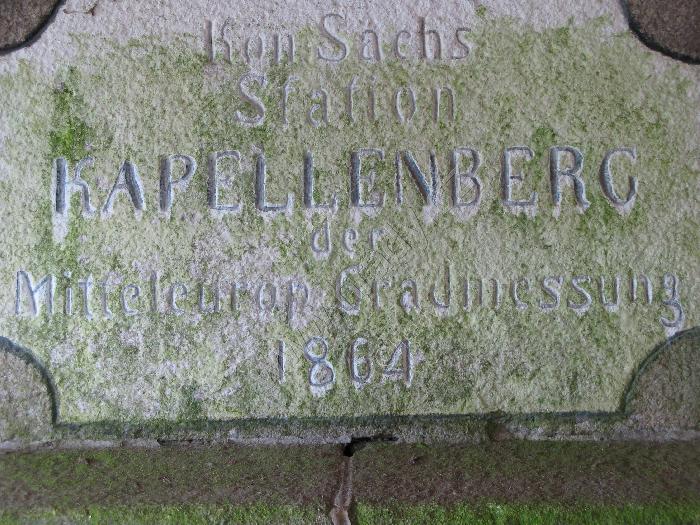 Kön Sächs
Station
KAPELLENBERG
der
Mitteleurop Gradmessung
1864